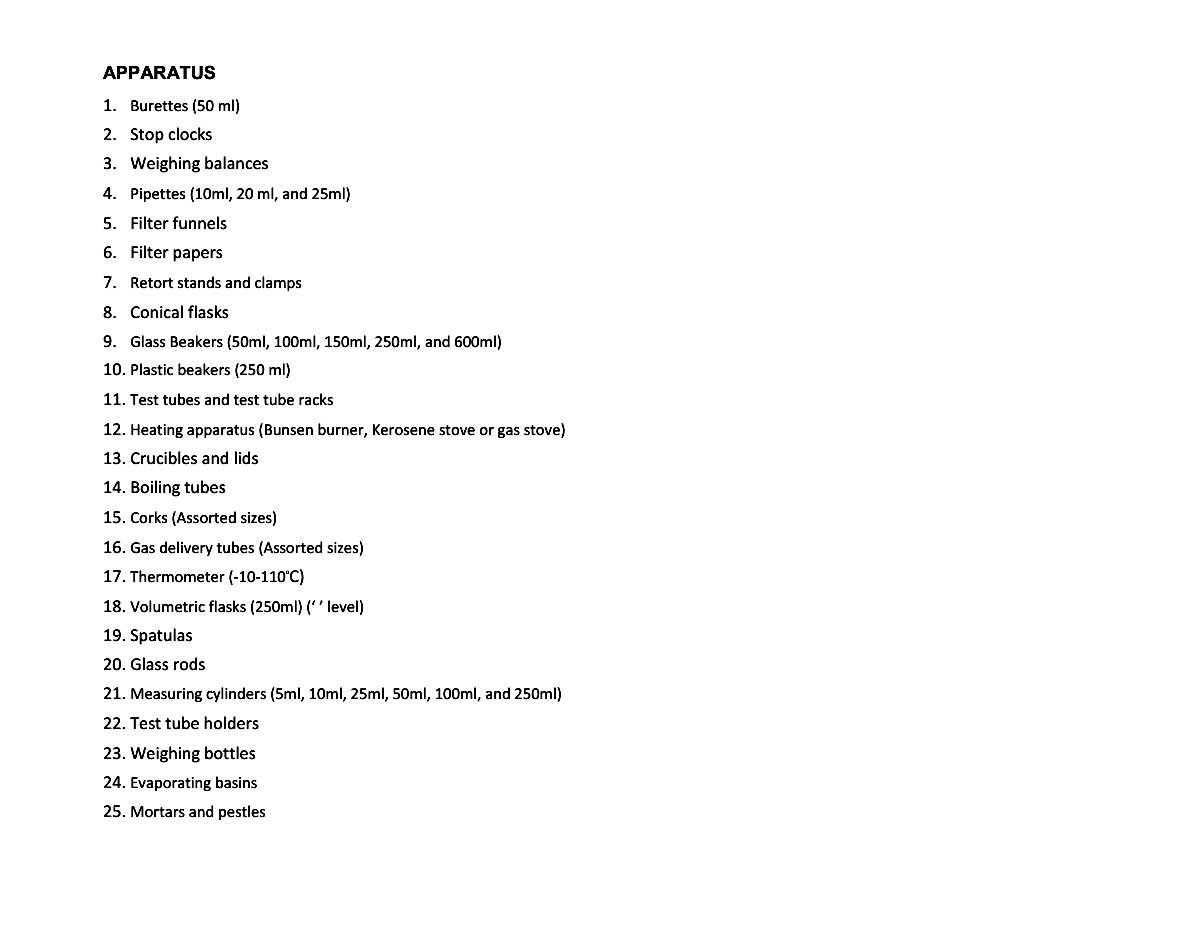 APPARATUS
1. Burettes (50 ml)
2. Stop clocks
3. Weighing balances
4. Pipettes (10ml, 20 ml, and 25ml)
5. Filter funnels
6. Filter papers
7. Retort stands and clamps
8. Conical flasks
9. Glass Beakers (50ml, 100ml, 150ml, 250ml, and 600ml)
10. Plastic beakers (250 ml)
11. Test tubes and test tube racks
12. Heating apparatus (Bunsen burner, Kerosene stove or gas stove)
13. Crucibles and lids
14. Boiling tubes
15. Corks (Assorted sizes)
16. Gas delivery tubes (Assorted sizes)
17. Thermometer (-10-110°C)
18. Volumetric flasks (250ml) (‘ ’ level)
19. Spatulas
20. Glass rods
21. Measuring cylinders (5ml, 10ml, 25ml, 50ml, 100ml, and 250ml)
22. Test tube holders
23. Weighing bottles
24. Evaporating basins
25. Mortars and pestles